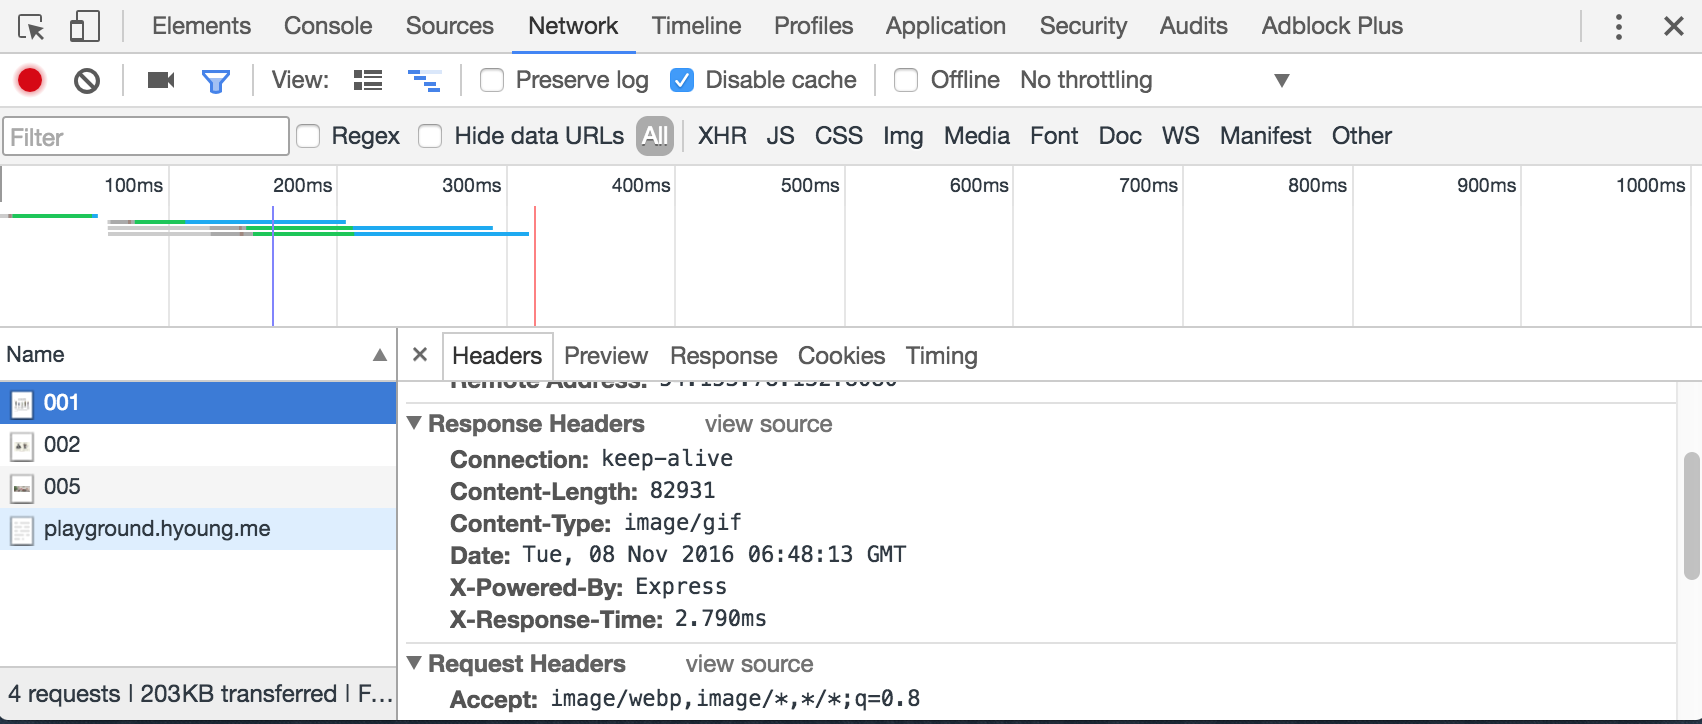 Elements Console Sources Network Timeline Profiles Application Security Audits Adblock Plus
View: Preserve log Disable cache Offline No throttling
Filter Regex Hide data URLs All XHR JS CSS Img Media Font Doc WS Manifest Other
100ms 200ms 300ms 400ms 500ms 600ms 700ms 800ms 900ms 1000ms
Name
Headers Preview Response Cookies Timing
001
002
005
playground.hyoung.me
4 requests | 203KB transferred | F...
Remote Address:
Response Headers view source
Connection: keep-alive
Content-Length: 82931
Content-Type: image/gif
Date: Tue, 08 Nov 2016 06:48:13 GMT
X-Powered-By: Express
X-Response-Time: 2.790ms
Request Headers view source
Accept: image/webp,image/*,*/*;q=0.8